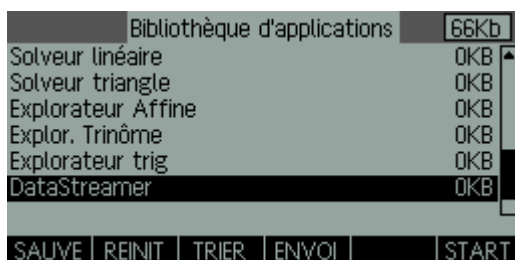 Bibliothèque d'applications 66Kb
Solveur linéaire 0KB
Solveur triangle 0KB
Explorateur Affine 0KB
Explor. Trinôme 0KB
Explorateur trig 0KB
DataStreamer 0KB
SAUVE REINIT TRIER ENVOI START